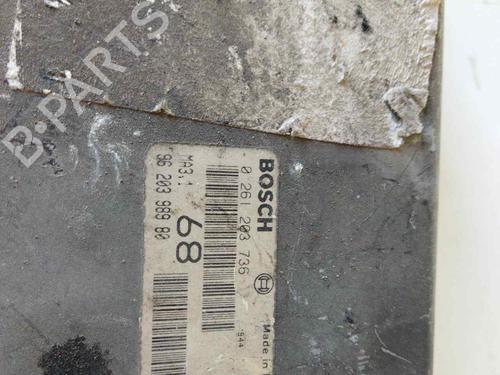 B-PARTS
BOSCH
0 261 203 736
MA3.1
96 203 989 80
68
Made in